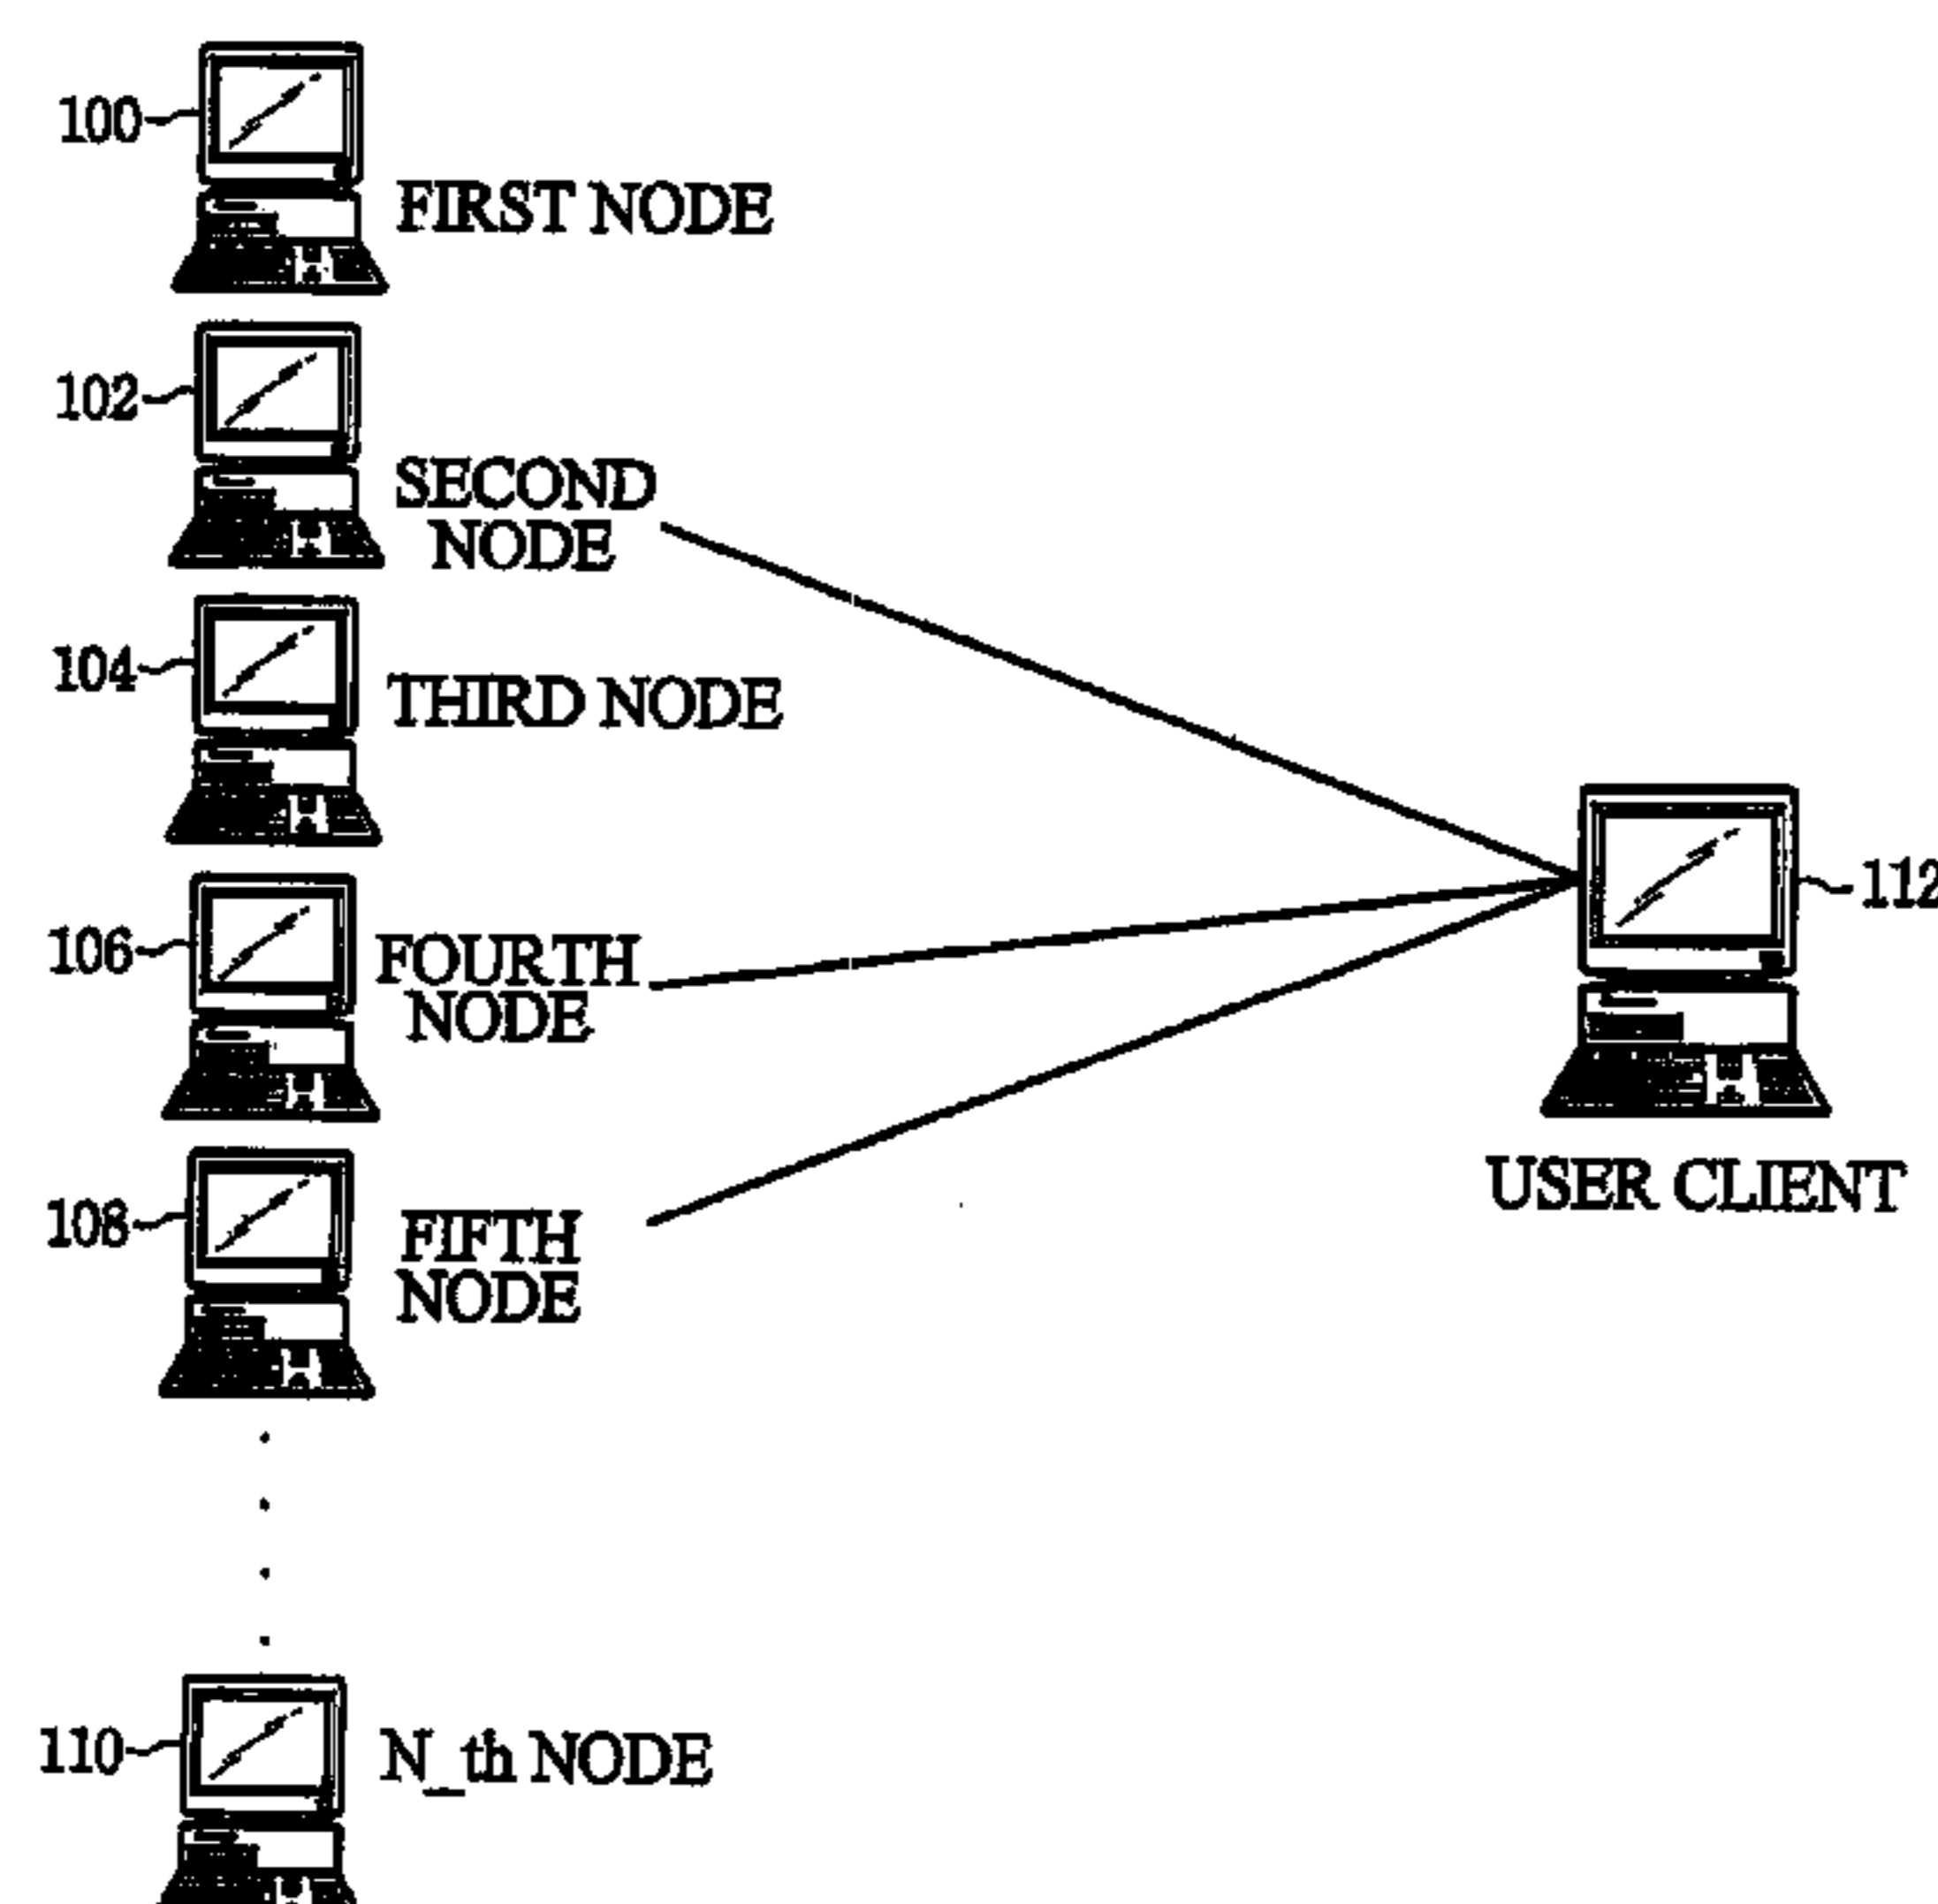 100
FIRST NODE
102
SECOND
NODE
104
THIRD NODE
106
FOURTH
NODE
108
FIFTH
NODE
110
N_th NODE
112
USER CLIENT